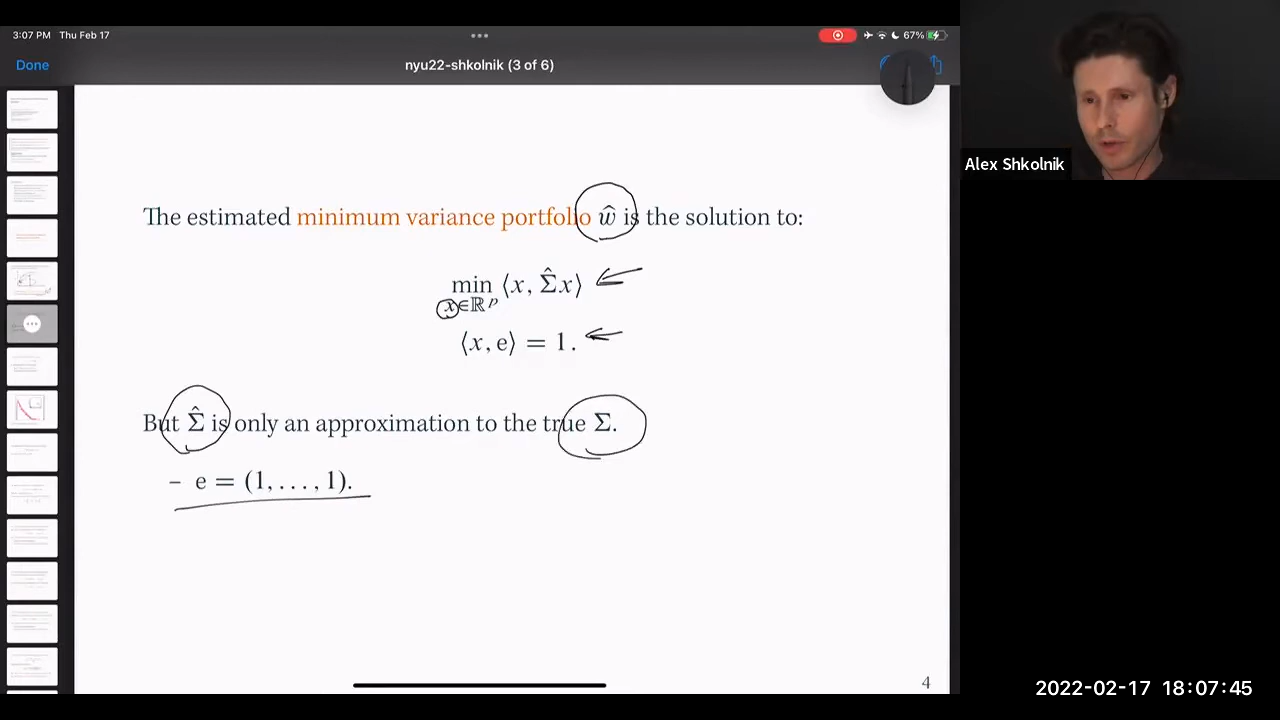 3:07 PM Thu Feb 17
67%
Done
nyu22-shkolnik (3 of 6)
Alex Shkolnik
The estimated minimum variance portfolio ŵ is the solution to:
min ⟨x, Σ̂x⟩
x∈ℝᵖ
⟨x, e⟩ = 1.
But Σ̂ is only an approximation to the true Σ.
– e = (1, . . . , 1).
4
2022-02-17 18:07:45